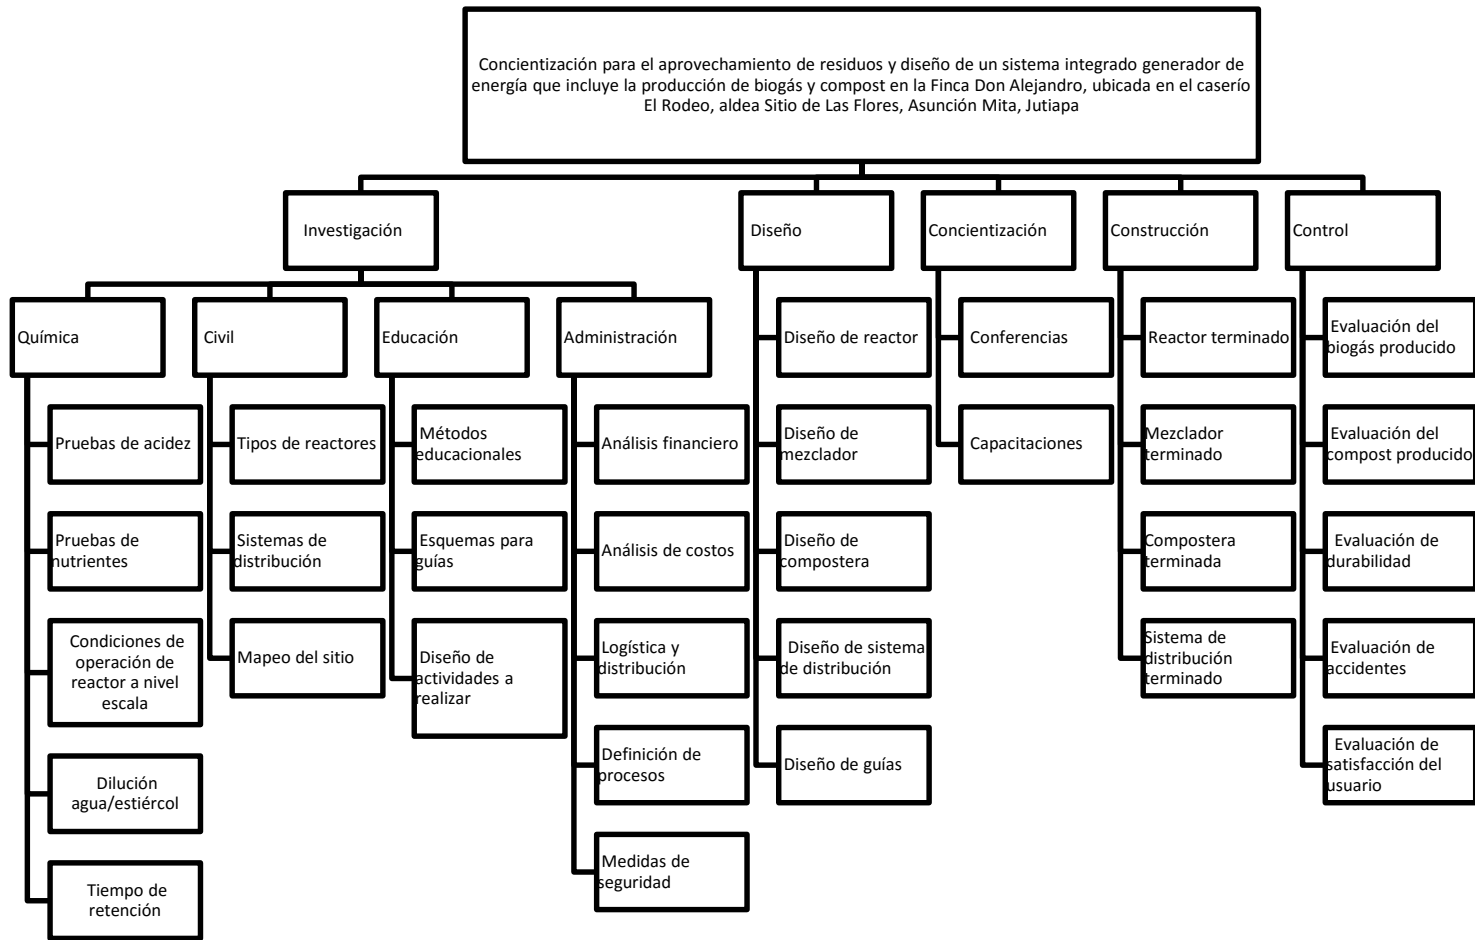 Concientización para el aprovechamiento de residuos y diseño de un sistema integrado generador de
energía que incluye la producción de biogás y compost en la Finca Don Alejandro, ubicada en el caserío
El Rodeo, aldea Sitio de Las Flores, Asunción Mita, Jutiapa
Investigación
Química
Pruebas de acidez
Pruebas de
nutrientes
Condiciones de
operación de
reactor a nivel
escala
Dilución
agua/estiércol
Tiempo de
retención
Civil
Tipos de reactores
Sistemas de
distribución
Mapeo del sitio
Educación
Métodos
educacionales
Esquemas para
guías
Diseño de
actividades a
realizar
Administración
Análisis financiero
Análisis de costos
Logística y
distribución
Definición de
procesos
Medidas de
seguridad
Diseño
Diseño de reactor
Diseño de
mezclador
Diseño de
compostera
Diseño de sistema
de distribución
Diseño de guías
Concientización
Conferencias
Capacitaciones
Construcción
Reactor terminado
Mezclador
terminado
Compostera
terminada
Sistema de
distribución
terminado
Control
Evaluación del
biogás producido
Evaluación del
compost producido
Evaluación de
durabilidad
Evaluación de
accidentes
Evaluación de
satisfacción del
usuario